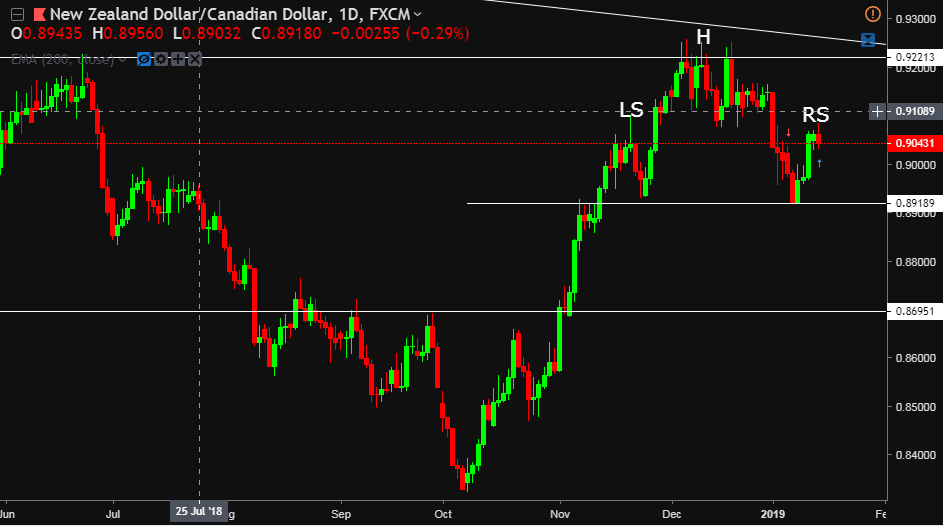 New Zealand Dollar/Canadian Dollar, 1D, FXCM
O0.89435 H0.89560 L0.89032 C0.89180 −0.00255 (−0.29%)
EMA (200, close)
0.93000
H
0.92213
0.92000
LS
RS
0.91089
0.90431
0.90000
0.89189
0.89000
0.88000
0.86951
0.86000
0.85000
0.84000
Jun
Jul
25 Jul '18
Sep
Oct
Nov
Dec
2019